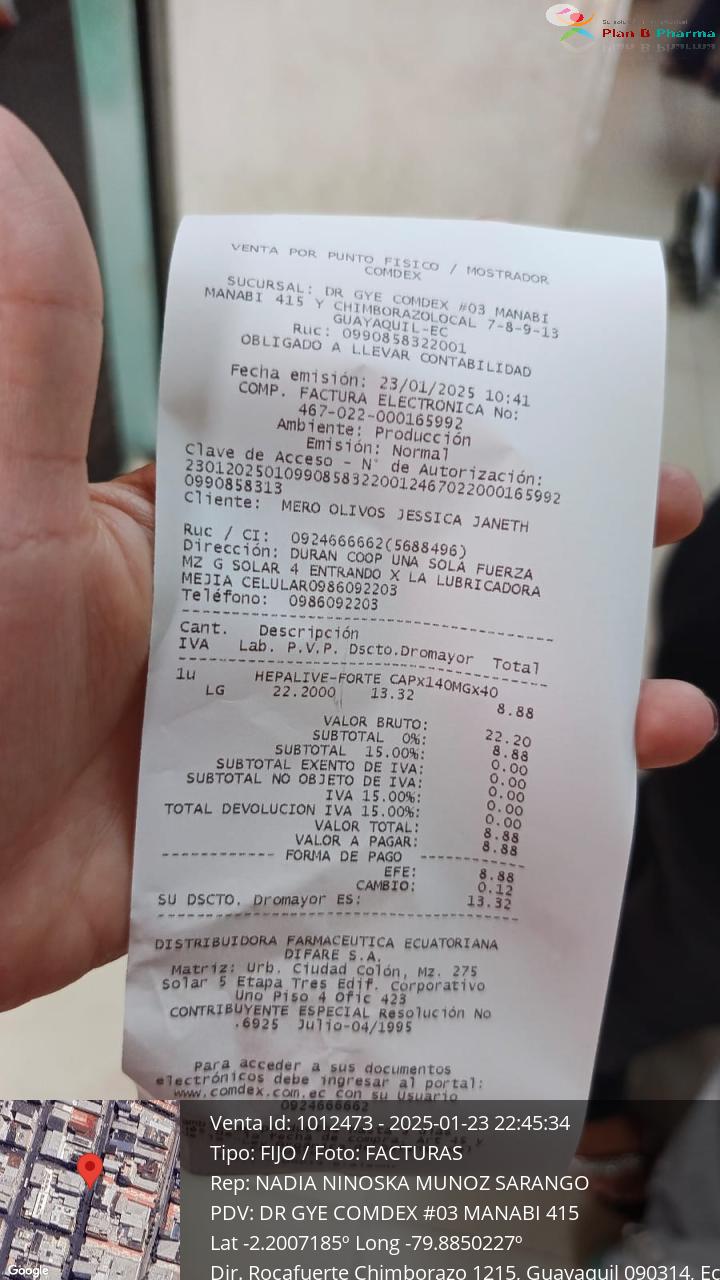 Plan B Pharma
VENTA POR PUNTO FISICO / MOSTRADOR
COMDEX
SUCURSAL: DR GYE COMDEX #03 MANABI
MANABI 415 Y CHIMBORAZOLOCAL 7-8-9-13
GUAYAQUIL-EC
Ruc: 0990858322001
OBLIGADO A LLEVAR CONTABILIDAD
Fecha emisión: 23/01/2025 10:41
COMP. FACTURA ELECTRONICA No:
467-022-000165992
Ambiente: Producción
Emisión: Normal
Clave de Acceso - N° de Autorización:
230120250109908583220012467022000165992
0990858313
Cliente: MERO OLIVOS JESSICA JANETH
Ruc / CI: 0924666662(5688496)
Dirección: DURAN COOP UNA SOLA FUERZA
MZ G SOLAR 4 ENTRANDO X LA LUBRICADORA
MEJIA CELULAR0986092203
Teléfono: 0986092203
Cant. Descripción
IVA Lab. P.V.P. Dscto.Dromayor Total
1u HEPALIVE-FORTE CAPX140MGX40
LG 22.2000 13.32 8.88
VALOR BRUTO: 22.20
SUBTOTAL 0%: 8.88
SUBTOTAL 15.00%: 0.00
SUBTOTAL EXENTO DE IVA: 0.00
SUBTOTAL NO OBJETO DE IVA: 0.00
IVA 15.00%: 0.00
TOTAL DEVOLUCION IVA 15.00%: 0.00
VALOR TOTAL: 8.88
VALOR A PAGAR: 8.88
----------- FORMA DE PAGO -----------
EFE: 8.88
CAMBIO: 0.12
SU DSCTO. Dromayor ES: 13.32
DISTRIBUIDORA FARMACEUTICA ECUATORIANA
DIFARE S.A.
Matriz: Urb. Ciudad Colón, Mz. 275
Solar 5 Etapa Tres Edif. Corporativo
Uno Piso 4 Ofic 423
CONTRIBUYENTE ESPECIAL Resolución No
.6925 Julio-04/1995
Para acceder a sus documentos
electrónicos debe ingresar al portal:
www.comdex.com.ec con su Usuario
0924666662
Venta Id: 1012473 - 2025-01-23 22:45:34
Tipo: FIJO / Foto: FACTURAS
Rep: NADIA NINOSKA MUNOZ SARANGO
PDV: DR GYE COMDEX #03 MANABI 415
Lat -2.2007185º Long -79.8850227º
Dir. Rocafuerte Chimborazo 1215, Guayaquil 090314, Ec
Google